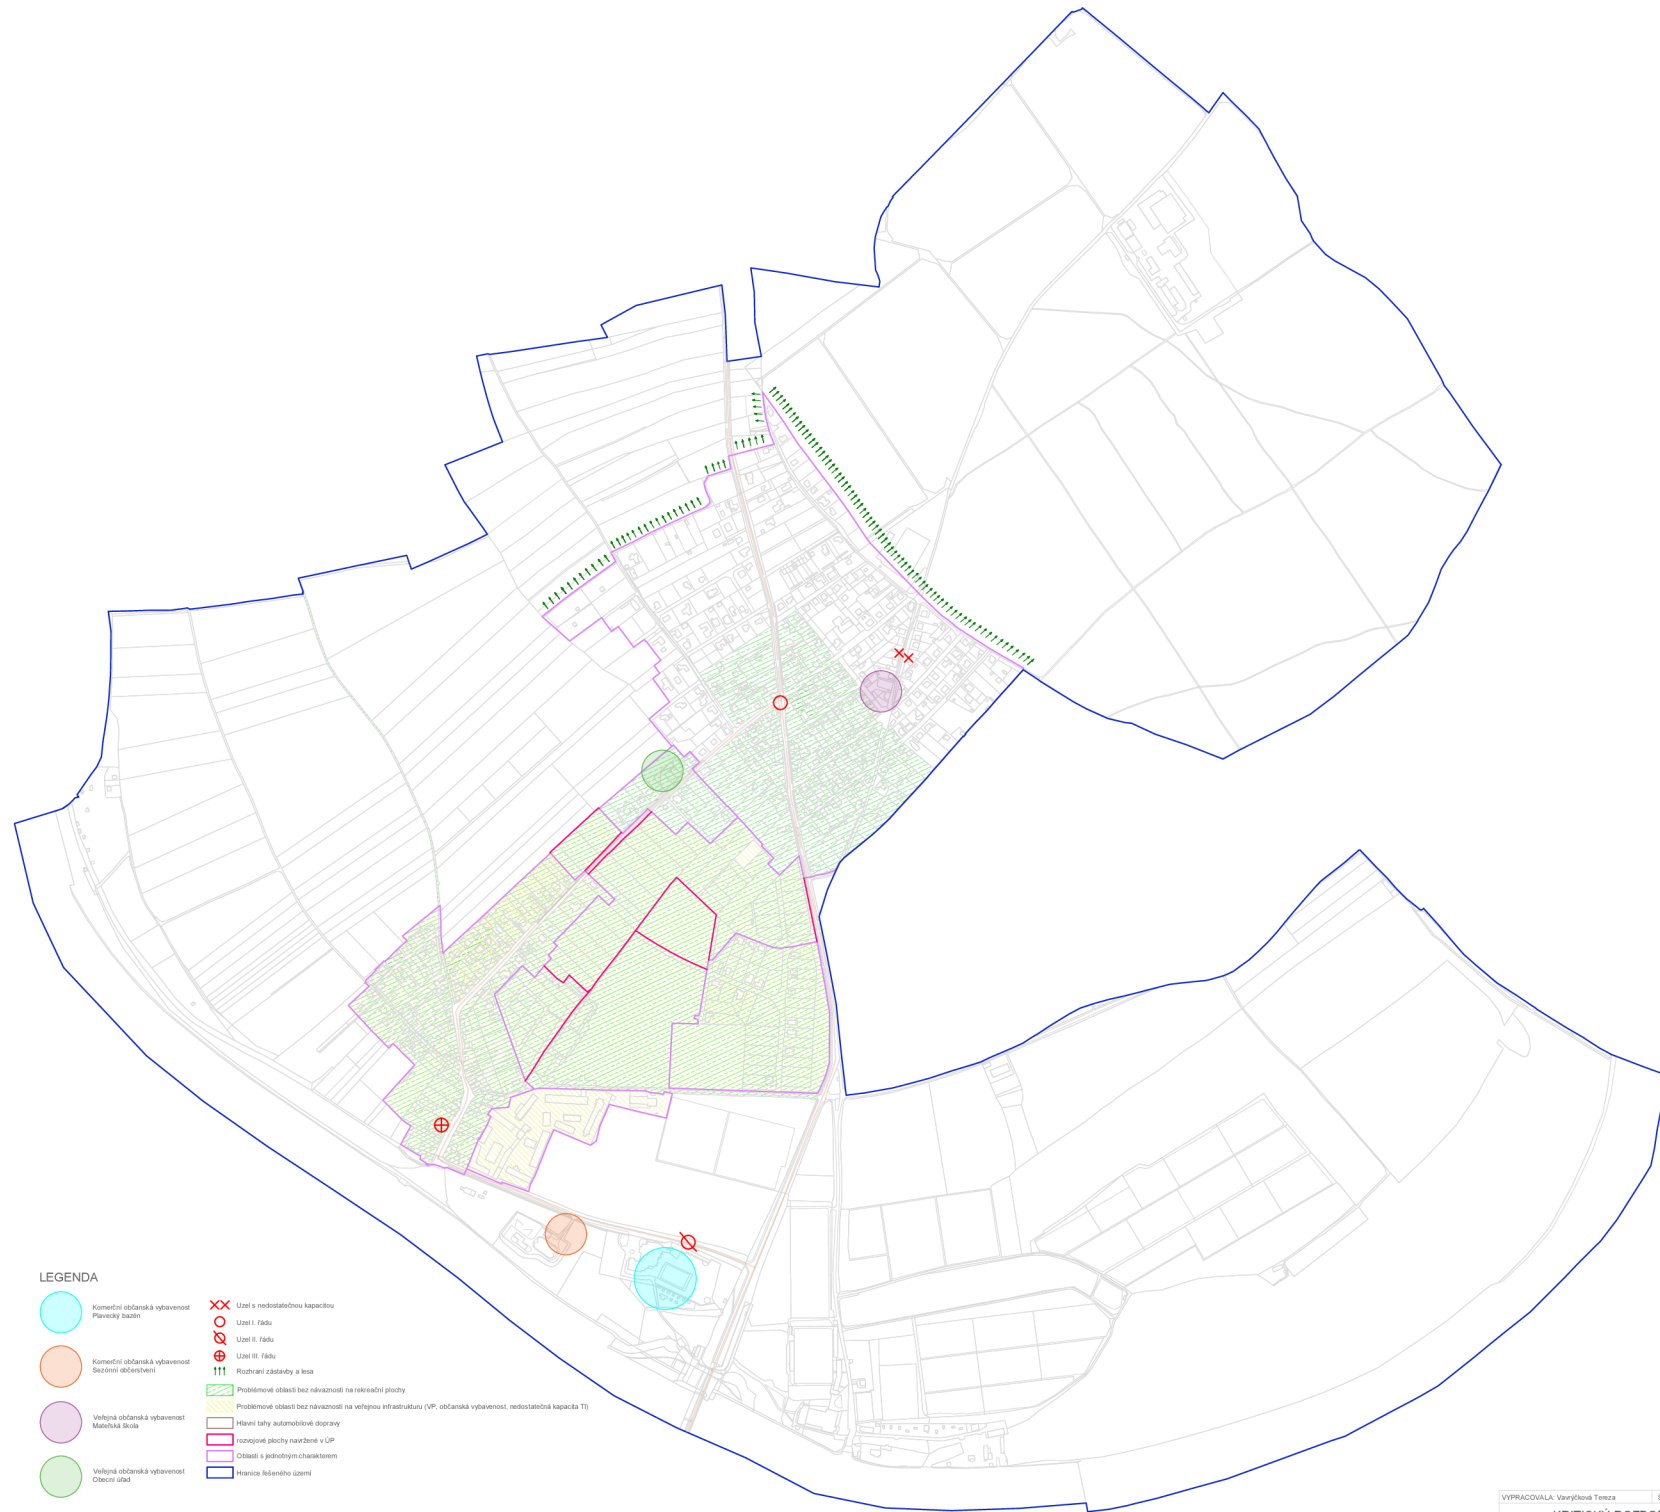 LEGENDA
Komerční občanská vybavenost
Plavecký bazén
Komerční občanská vybavenost
Sezónní občerstvení
Veřejná občanská vybavenost
Mateřská škola
Veřejná občanská vybavenost
Obecní úřad
Uzel s nedostatečnou kapacitou
Uzel I. řádu
Uzel II. řádu
Uzel III. řádu
Rozhraní zástavby a lesa
Problémové oblasti bez návaznosti na rekreační plochy
Problémové oblasti bez návaznosti na veřejnou infrastrukturu (VP, občanská vybavenost, nedostatečná kapacita TI)
Hlavní tahy automobilové dopravy
rozvojové plochy navržené v ÚP
Oblasti s jednotným charakterem
Hranice řešeného území
VYPRACOVALA: Vavrýčková Tereza